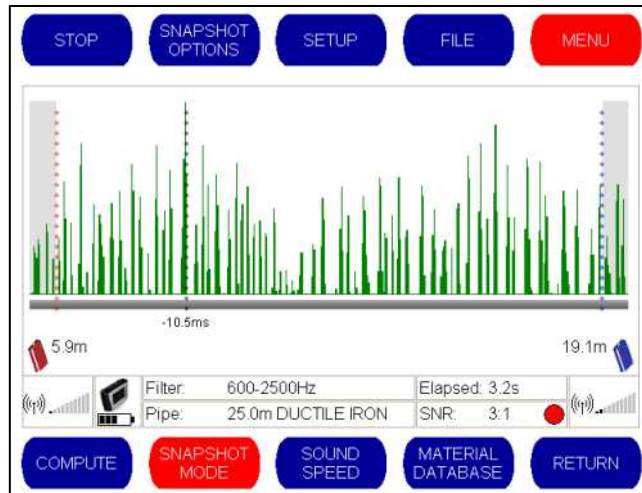 STOP
SNAPSHOT
OPTIONS
SETUP
FILE
MENU
-10.5ms
5.9m
19.1m
Filter: 600-2500Hz
Elapsed: 3.2s
Pipe: 25.0m DUCTILE IRON
SNR: 3:1
COMPUTE
SNAPSHOT
MODE
SOUND
SPEED
MATERIAL
DATABASE
RETURN